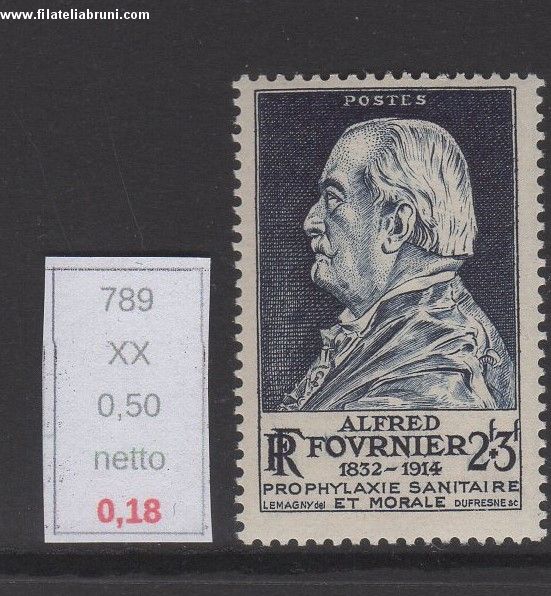 www.filateliabruni.com
POSTES
789
XX
0,50
netto
0,18
ALFRED
RF FOVRNIER 2F+3F
1832-1914
PROPHYLAXIE SANITAIRE
LEMAGNY del ET MORALE DUFRESNE sc